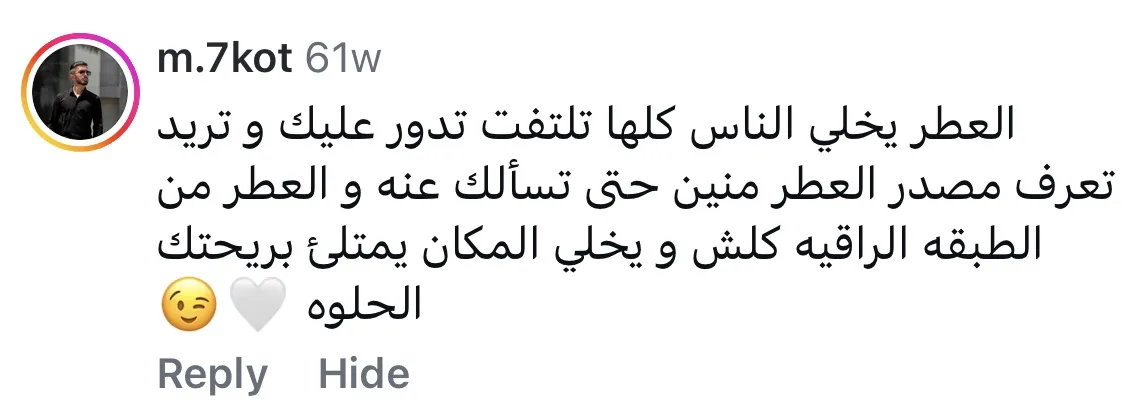 m.7kot 61w
العطر يخلي الناس كلها تلتفت تدور عليك و تريد
تعرف مصدر العطر منين حتى تسألك عنه و العطر من
الطبقه الراقيه كلش و يخلي المكان يمتلئ بريحتك
الحلوه 🤍😉
Reply Hide